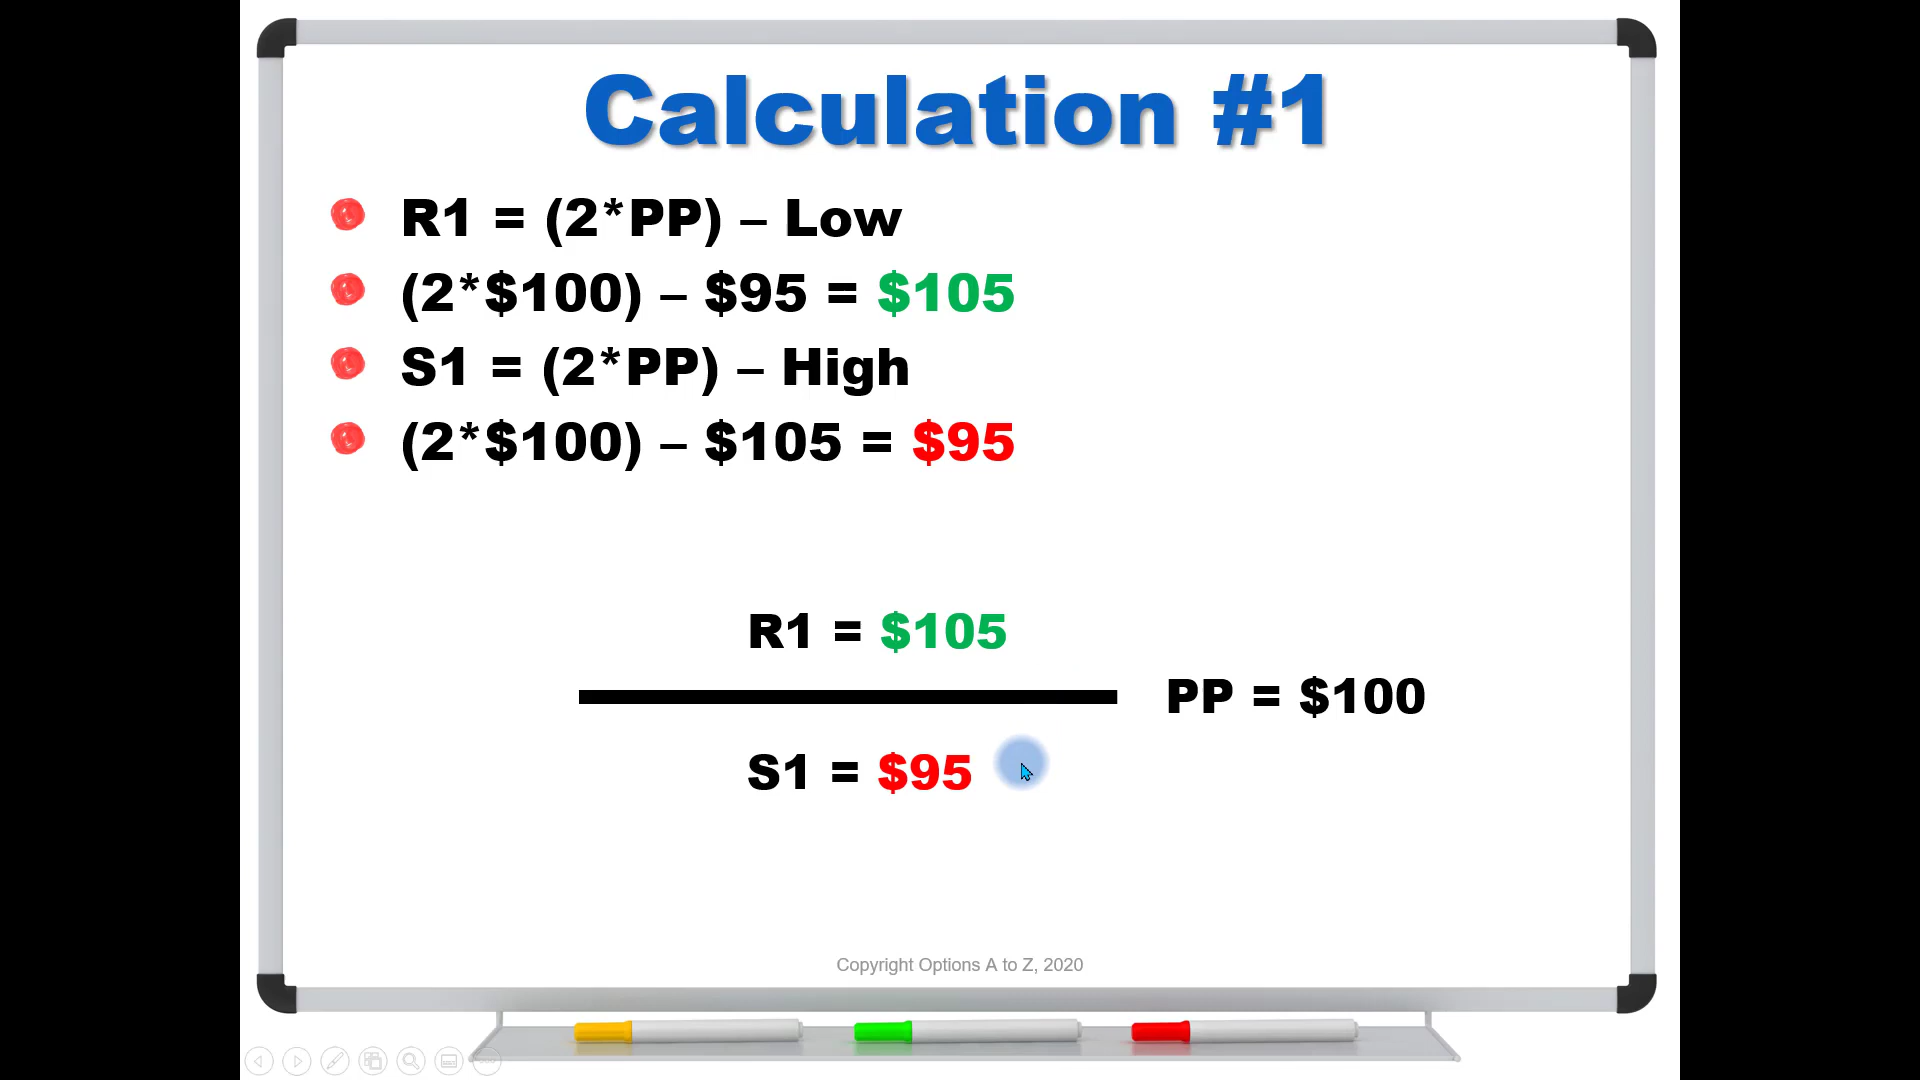 Calculation #1
R1 = (2*PP) – Low
(2*$100) – $95 = $105
S1 = (2*PP) – High
(2*$100) – $105 = $95
R1 = $105
PP = $100
S1 = $95
Copyright Options A to Z, 2020